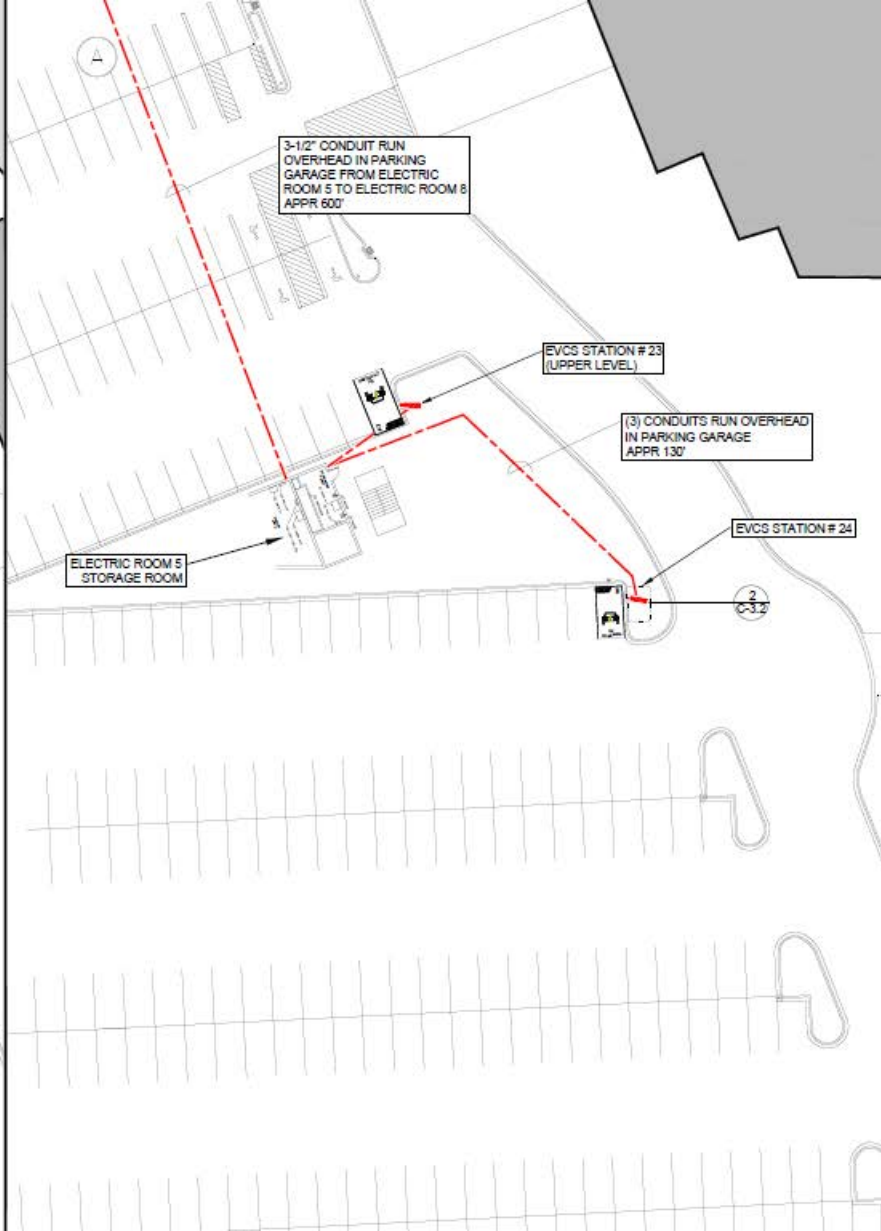 A
3-1/2" CONDUIT RUN
OVERHEAD IN PARKING
GARAGE FROM ELECTRIC
ROOM 5 TO ELECTRIC ROOM 8
APPR 600'
EVCS STATION # 23
(UPPER LEVEL)
(3) CONDUITS RUN OVERHEAD
IN PARKING GARAGE
APPR 130'
EVCS STATION # 24
ELECTRIC ROOM 5
STORAGE ROOM
2
C-3.2